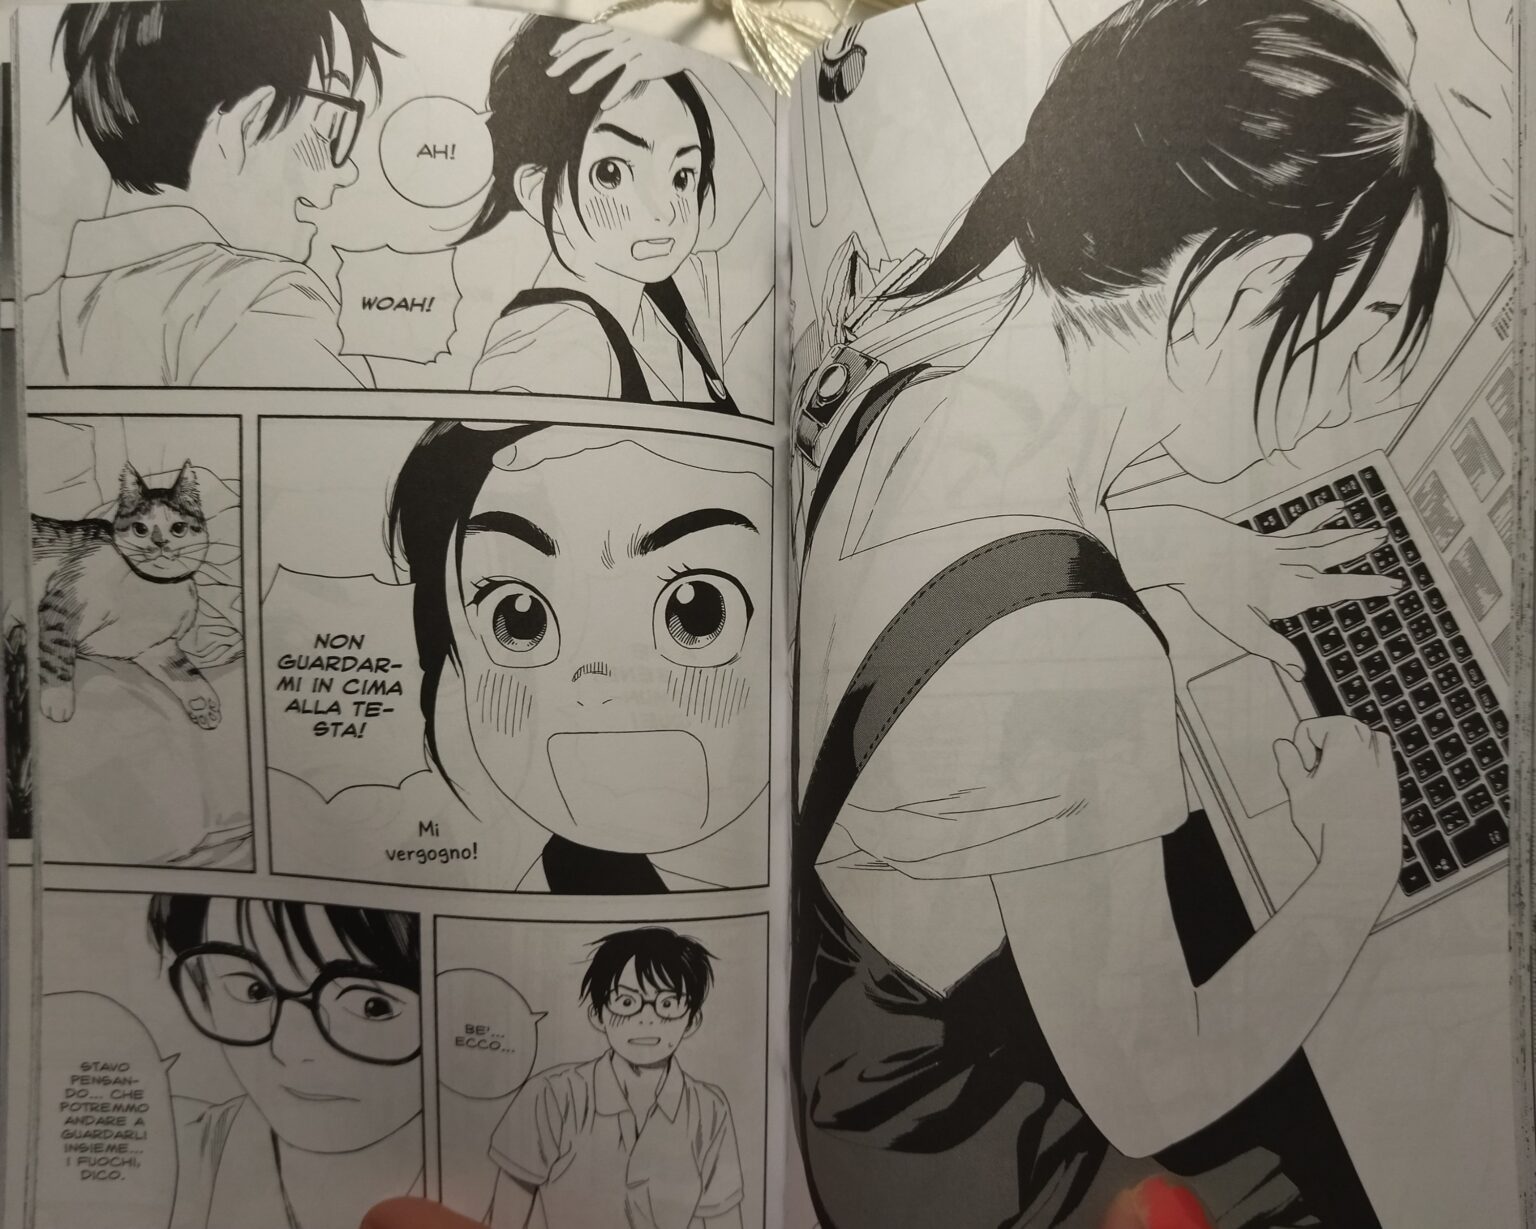 AH!
WOAH!
NON
GUARDAR-
MI IN CIMA
ALLA TE-
STA!
Mi
vergogno!
STAVO
PENSAN-
DO... CHE
POTREMMO
ANDARE A
GUARDARLI
INSIEME...
I FUOCHI,
DICO.
BE'...
ECCO...